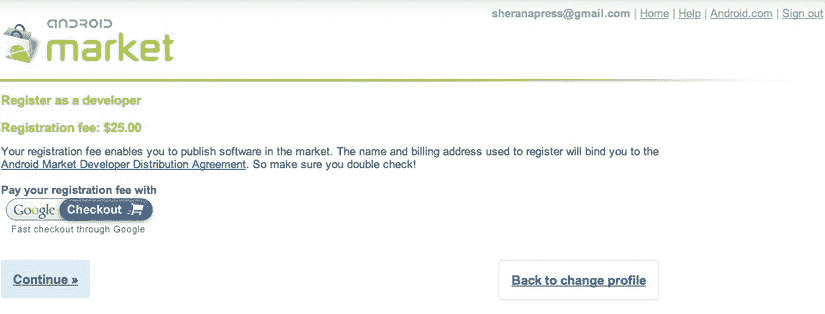 sheranapress@gmail.com | Home | Help | Android.com | Sign out
ANDROID
market
Register as a developer
Registration fee: $25.00
Your registration fee enables you to publish software in the market. The name and billing address used to register will bind you to the
Android Market Developer Distribution Agreement. So make sure you double check!
Pay your registration fee with
Google Checkout
Fast checkout through Google
Continue »
Back to change profile